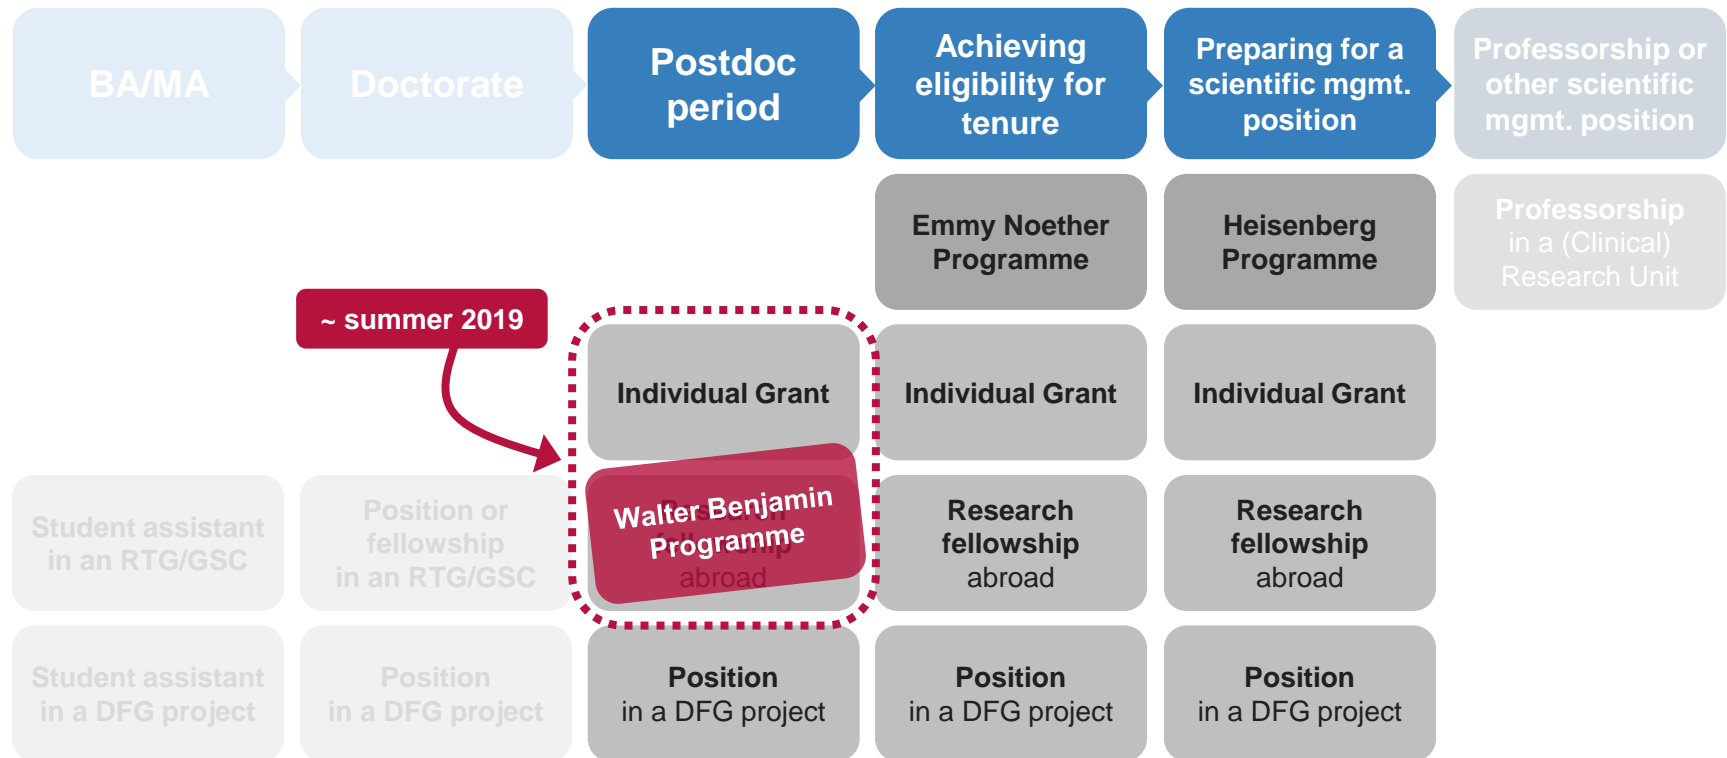 BA/MA
Doctorate
Postdoc
period
Achieving
eligibility for
tenure
Preparing for a
scientific mgmt.
position
Professorship or
other scientific
mgmt. position
Emmy Noether
Programme
Heisenberg
Programme
Professorship
in a (Clinical)
Research Unit
~ summer 2019
Individual Grant
Individual Grant
Individual Grant
Student assistant
in an RTG/GSC
Position or
fellowship
in an RTG/GSC
Research
fellowship
abroad
Walter Benjamin
Programme
Research
fellowship
abroad
Research
fellowship
abroad
Student assistant
in a DFG project
Position
in a DFG project
Position
in a DFG project
Position
in a DFG project
Position
in a DFG project